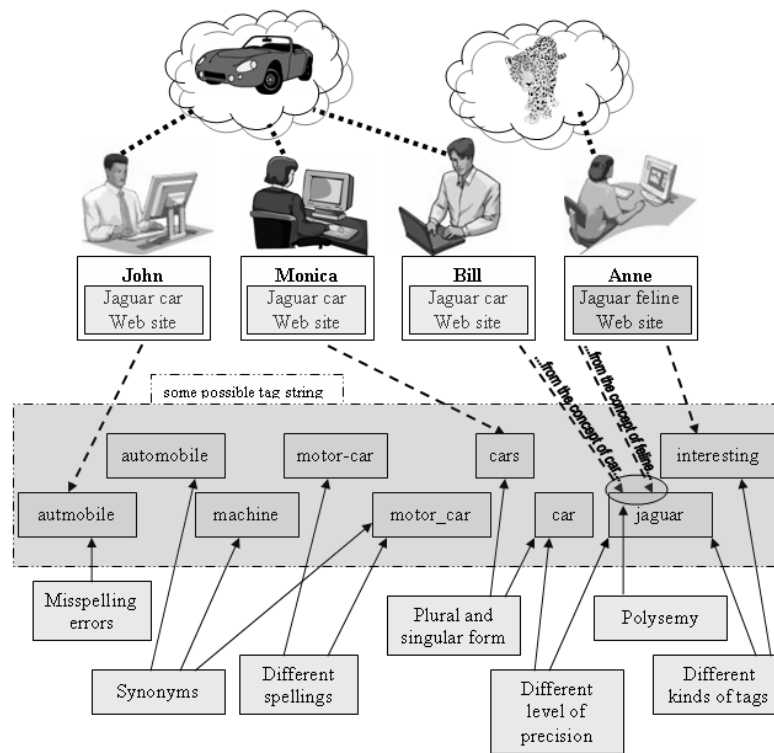 John
Monica
Bill
Anne
Jaguar car
Web site
Jaguar car
Web site
Jaguar car
Web site
Jaguar feline
Web site
...from the concept of car...
...from the concept of feline...
some possible tag string
automobile
motor-car
cars
interesting
autmobile
machine
motor_car
car
jaguar
Misspelling
errors
Synonyms
Different
spellings
Plural and
singular form
Different
level of
precision
Polysemy
Different
kinds of tags